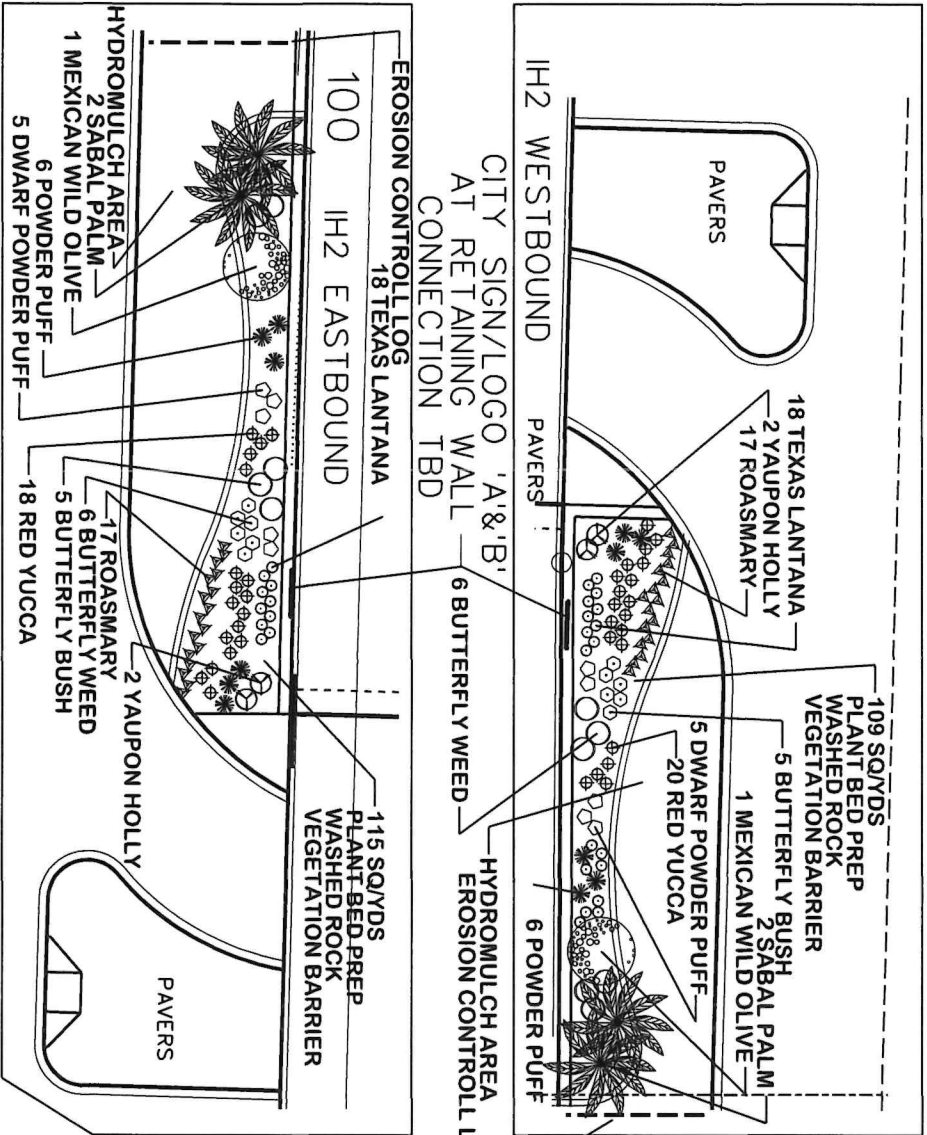 IH2 WESTBOUND
PAVERS
PAVERS
18 TEXAS LANTANA
2 YAUPON HOLLY
17 ROASMARY
109 SQ/YDS
PLANT BED PREP
WASHED ROCK
VEGETATION BARRIER
5 BUTTERFLY BUSH
2 SABAL PALM
1 MEXICAN WILD OLIVE
5 DWARF POWDER PUFF
20 RED YUCCA
6 POWDER PUFF
HYDROMULCH AREA
EROSION CONTROLL L
6 BUTTERFLY WEED
CITY SIGN/LOGO 'A'&'B'
AT RETAINING WALL
CONNECTION TBD
EROSION CONTROLL LOG
18 TEXAS LANTANA
100 IH2 EASTBOUND
HYDROMULCH AREA
2 SABAL PALM
1 MEXICAN WILD OLIVE
6 POWDER PUFF
5 DWARF POWDER PUFF
18 RED YUCCA
5 BUTTERFLY BUSH
6 BUTTERFLY WEED
17 ROASMARY
2 YAUPON HOLLY
115 SQ/YDS
PLANT BED PREP
WASHED ROCK
VEGETATION BARRIER
PAVERS